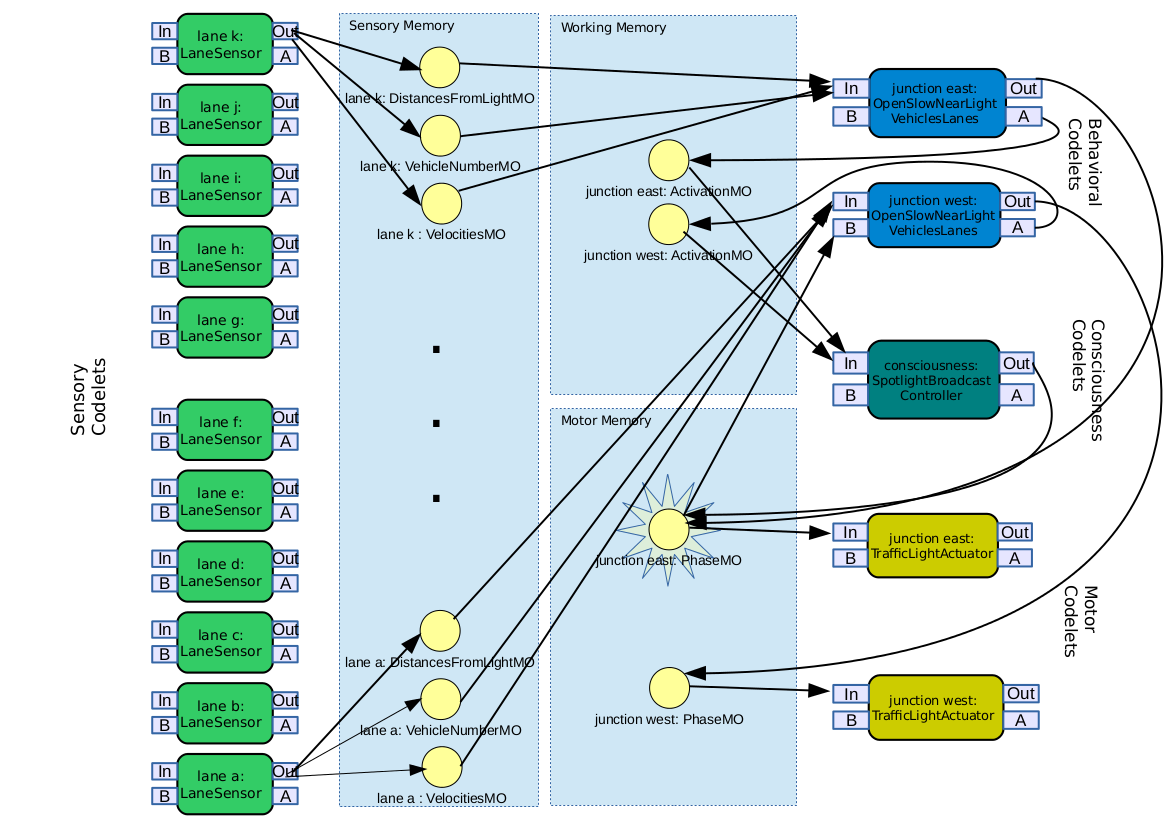 Sensory
Codelets
In
B
lane k:
LaneSensor
Out
A
In
B
lane j:
LaneSensor
Out
A
In
B
lane i:
LaneSensor
Out
A
In
B
lane h:
LaneSensor
Out
A
In
B
lane g:
LaneSensor
Out
A
In
B
lane f:
LaneSensor
Out
A
In
B
lane e:
LaneSensor
Out
A
In
B
lane d:
LaneSensor
Out
A
In
B
lane c:
LaneSensor
Out
A
In
B
lane b:
LaneSensor
Out
A
In
B
lane a:
LaneSensor
Out
A
Sensory Memory
lane k: DistancesFromLightMO
lane k: VehicleNumberMO
lane k : VelocitiesMO
lane a: DistancesFromLightMO
lane a: VehicleNumberMO
lane a : VelocitiesMO
Working Memory
junction east: ActivationMO
junction west: ActivationMO
Motor Memory
junction east: PhaseMO
junction west: PhaseMO
In
B
junction east:
OpenSlowNearLight
VehiclesLanes
Out
A
In
B
junction west:
OpenSlowNearLight
VehiclesLanes
Out
A
Behavioral
Codelets
In
B
consciousness:
SpotlightBroadcast
Controller
Out
A
Consciousness
Codelets
In
B
junction east:
TrafficLightActuator
Out
A
In
B
junction west:
TrafficLightActuator
Out
A
Motor
Codelets